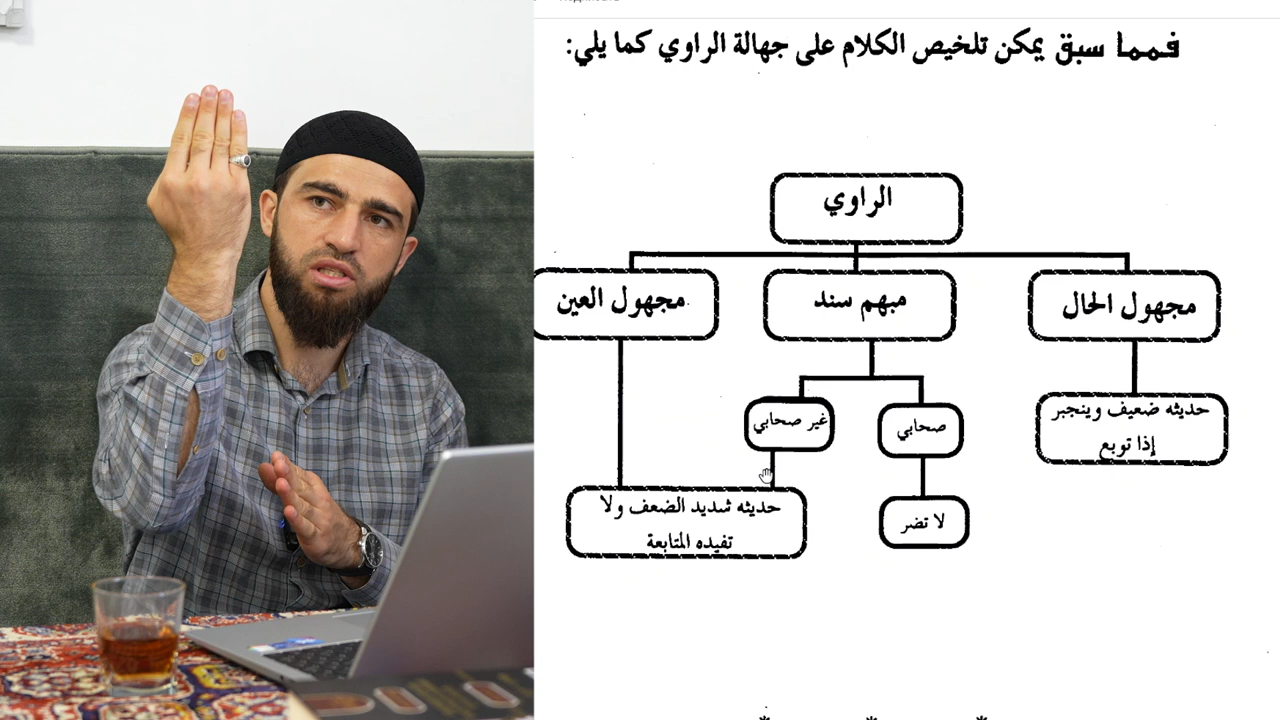 فمما سبق يمكن تلخيص الكلام على جهالة الراوي كما يلي:
الراوي
مجهول الحال
مبهم سند
مجهول العين
صحابي
غير صحابي
حديثه ضعيف وينجبر
إذا توبع
لا تضر
حديثه شديد الضعف ولا
تفيده المتابعة
* * *